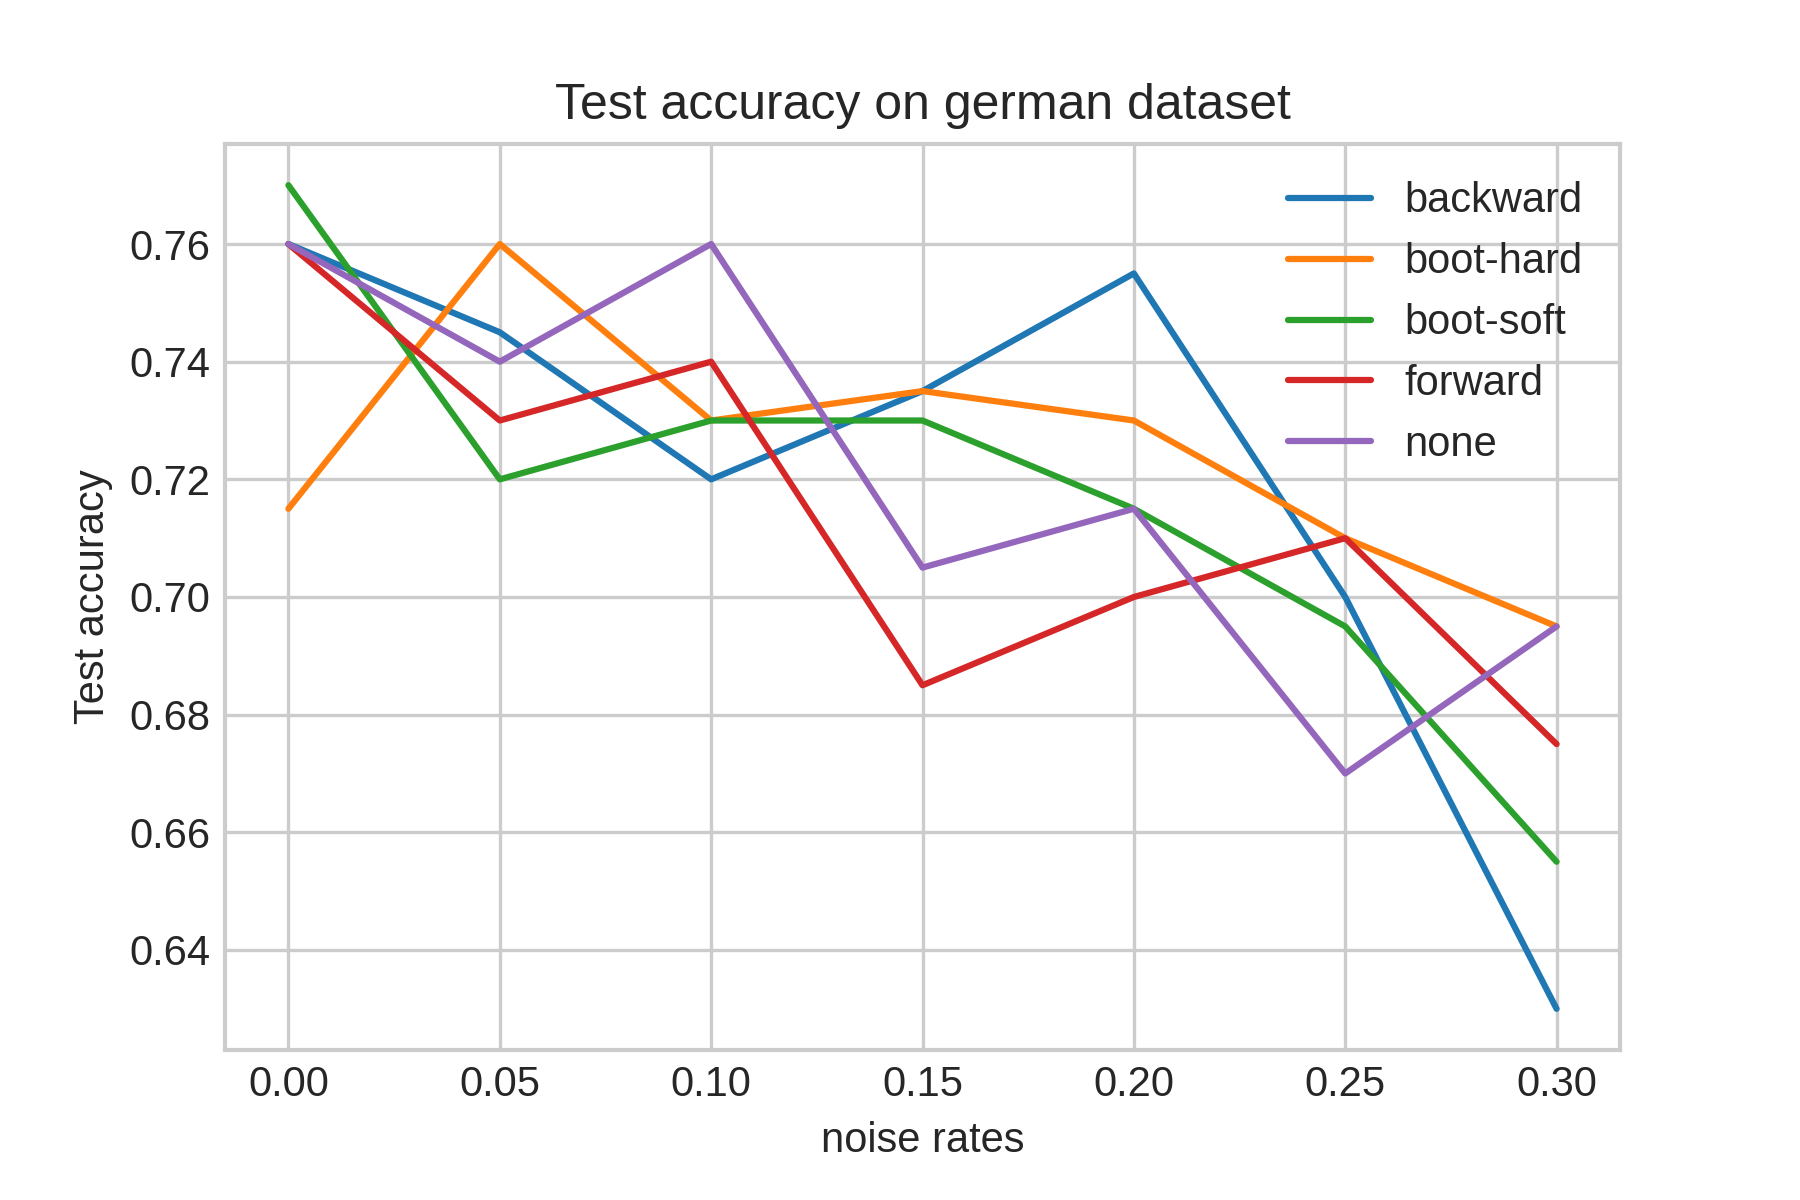 Test accuracy on german dataset
backward
boot-hard
boot-soft
forward
none
Test accuracy
0.76
0.74
0.72
0.70
0.68
0.66
0.64
0.00 0.05 0.10 0.15 0.20 0.25 0.30
noise rates